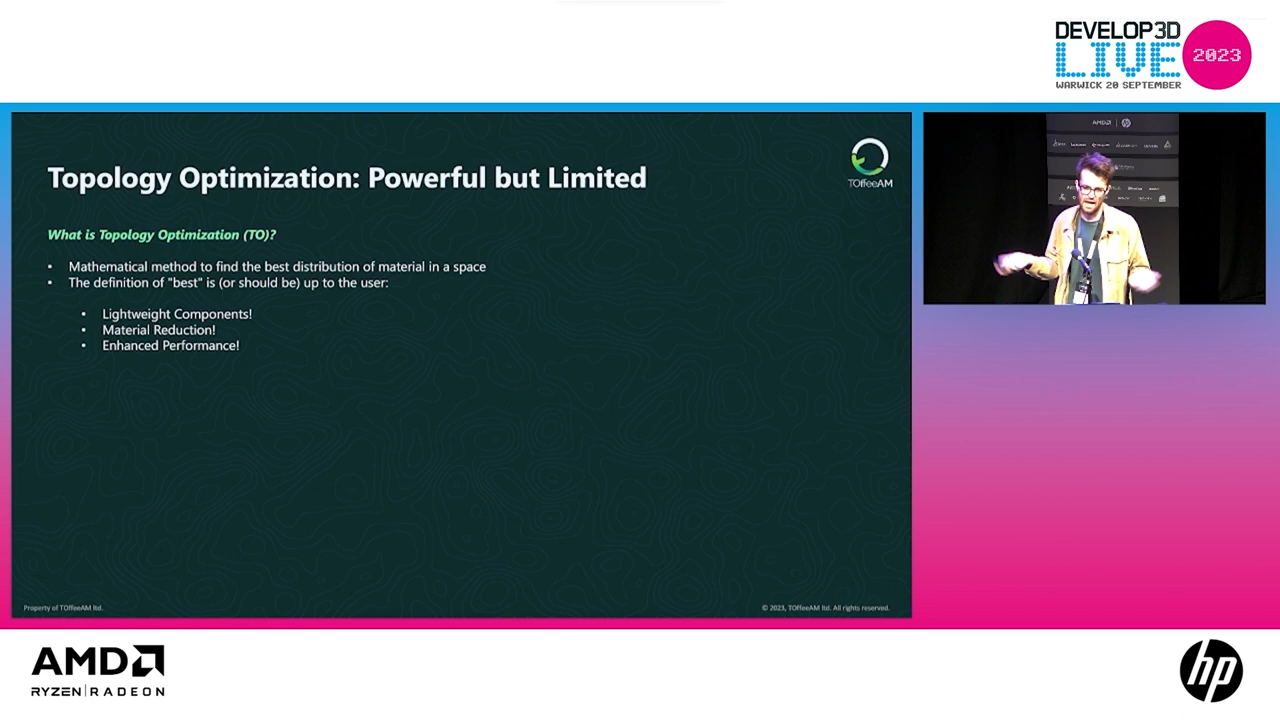 DEVELOP3D
LIVE
2023
WARWICK 20 SEPTEMBER
Topology Optimization: Powerful but Limited
TOffeeAM
What is Topology Optimization (TO)?
• Mathematical method to find the best distribution of material in a space
• The definition of "best" is (or should be) up to the user:
• Lightweight Components!
• Material Reduction!
• Enhanced Performance!
Property of TOffeeAM ltd.
© 2023, TOffeeAM ltd. All rights reserved.
AMD
hp
AMD
RYZEN | RADEON
hp